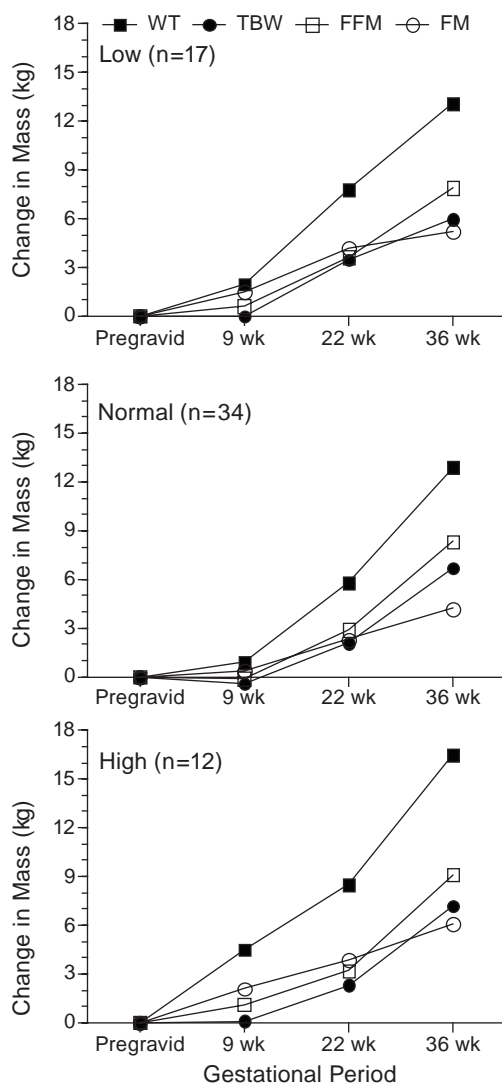 WT TBW FFM FM
Low (n=17)
Change in Mass (kg)
18
15
12
9
6
3
0
Pregravid 9 wk 22 wk 36 wk
Normal (n=34)
Change in Mass (kg)
18
15
12
9
6
3
0
Pregravid 9 wk 22 wk 36 wk
High (n=12)
Change in Mass (kg)
18
15
12
9
6
3
0
Pregravid 9 wk 22 wk 36 wk
Gestational Period